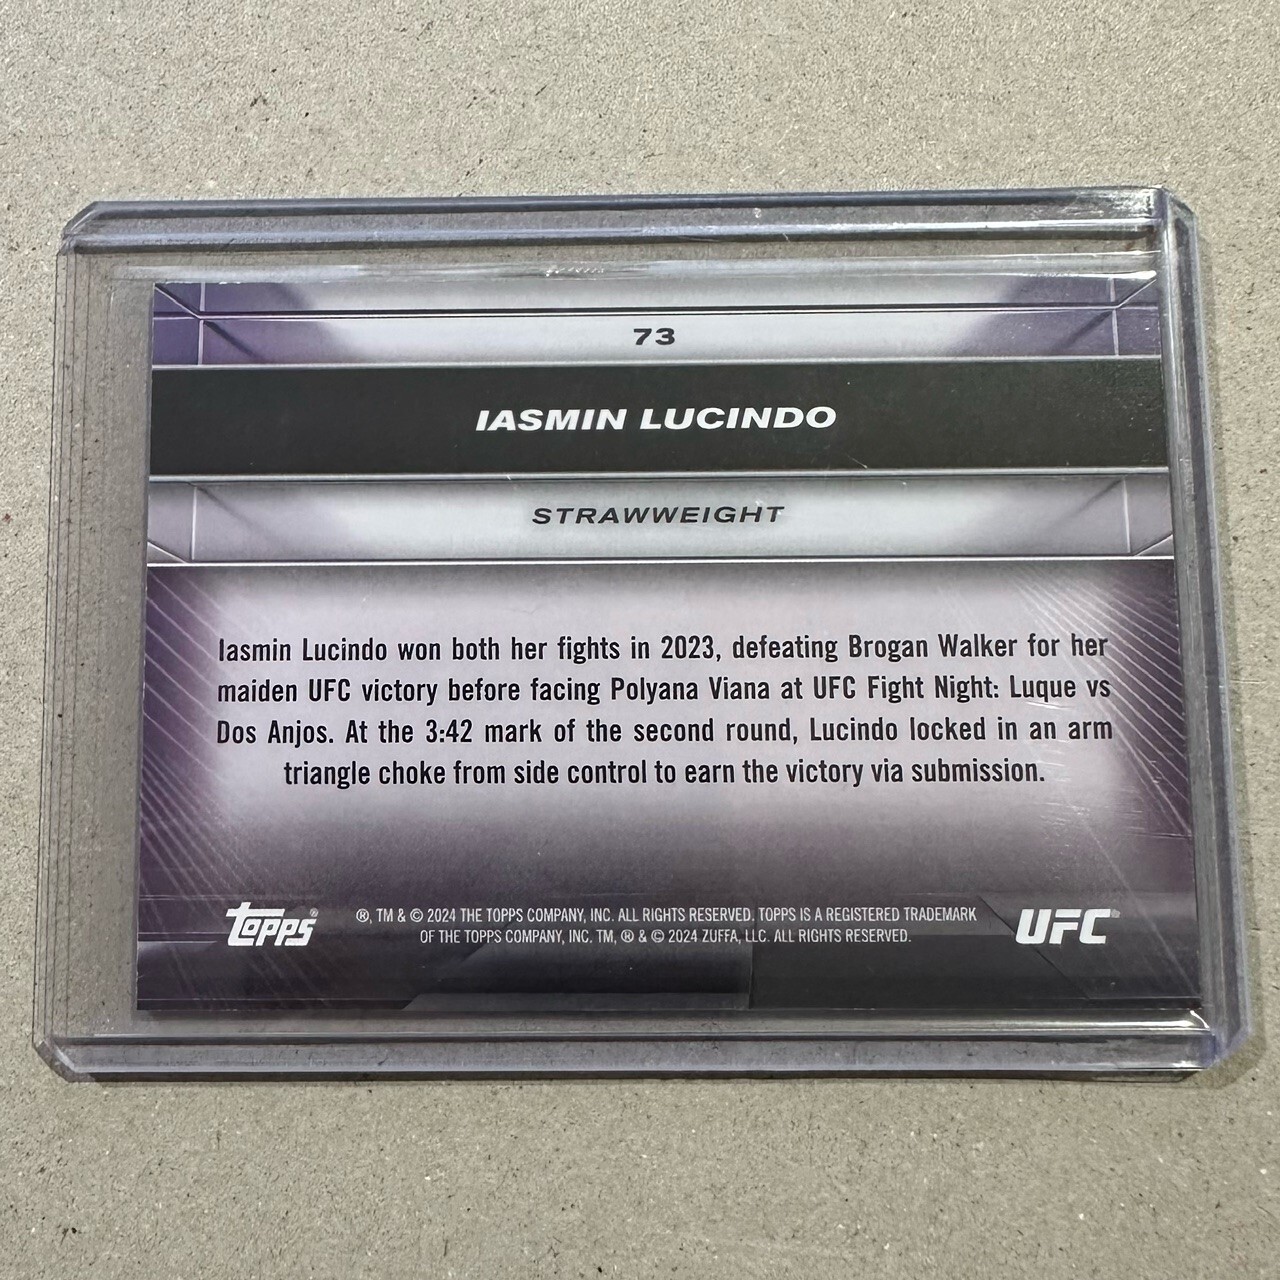 73
IASMIN LUCINDO
STRAWWEIGHT
Iasmin Lucindo won both her fights in 2023, defeating Brogan Walker for her
maiden UFC victory before facing Polyana Viana at UFC Fight Night: Luque vs
Dos Anjos. At the 3:42 mark of the second round, Lucindo locked in an arm
triangle choke from side control to earn the victory via submission.
topps®
®, TM & © 2024 THE TOPPS COMPANY, INC. ALL RIGHTS RESERVED. TOPPS IS A REGISTERED TRADEMARK
OF THE TOPPS COMPANY, INC. TM, ® & © 2024 ZUFFA, LLC. ALL RIGHTS RESERVED.
UFC®